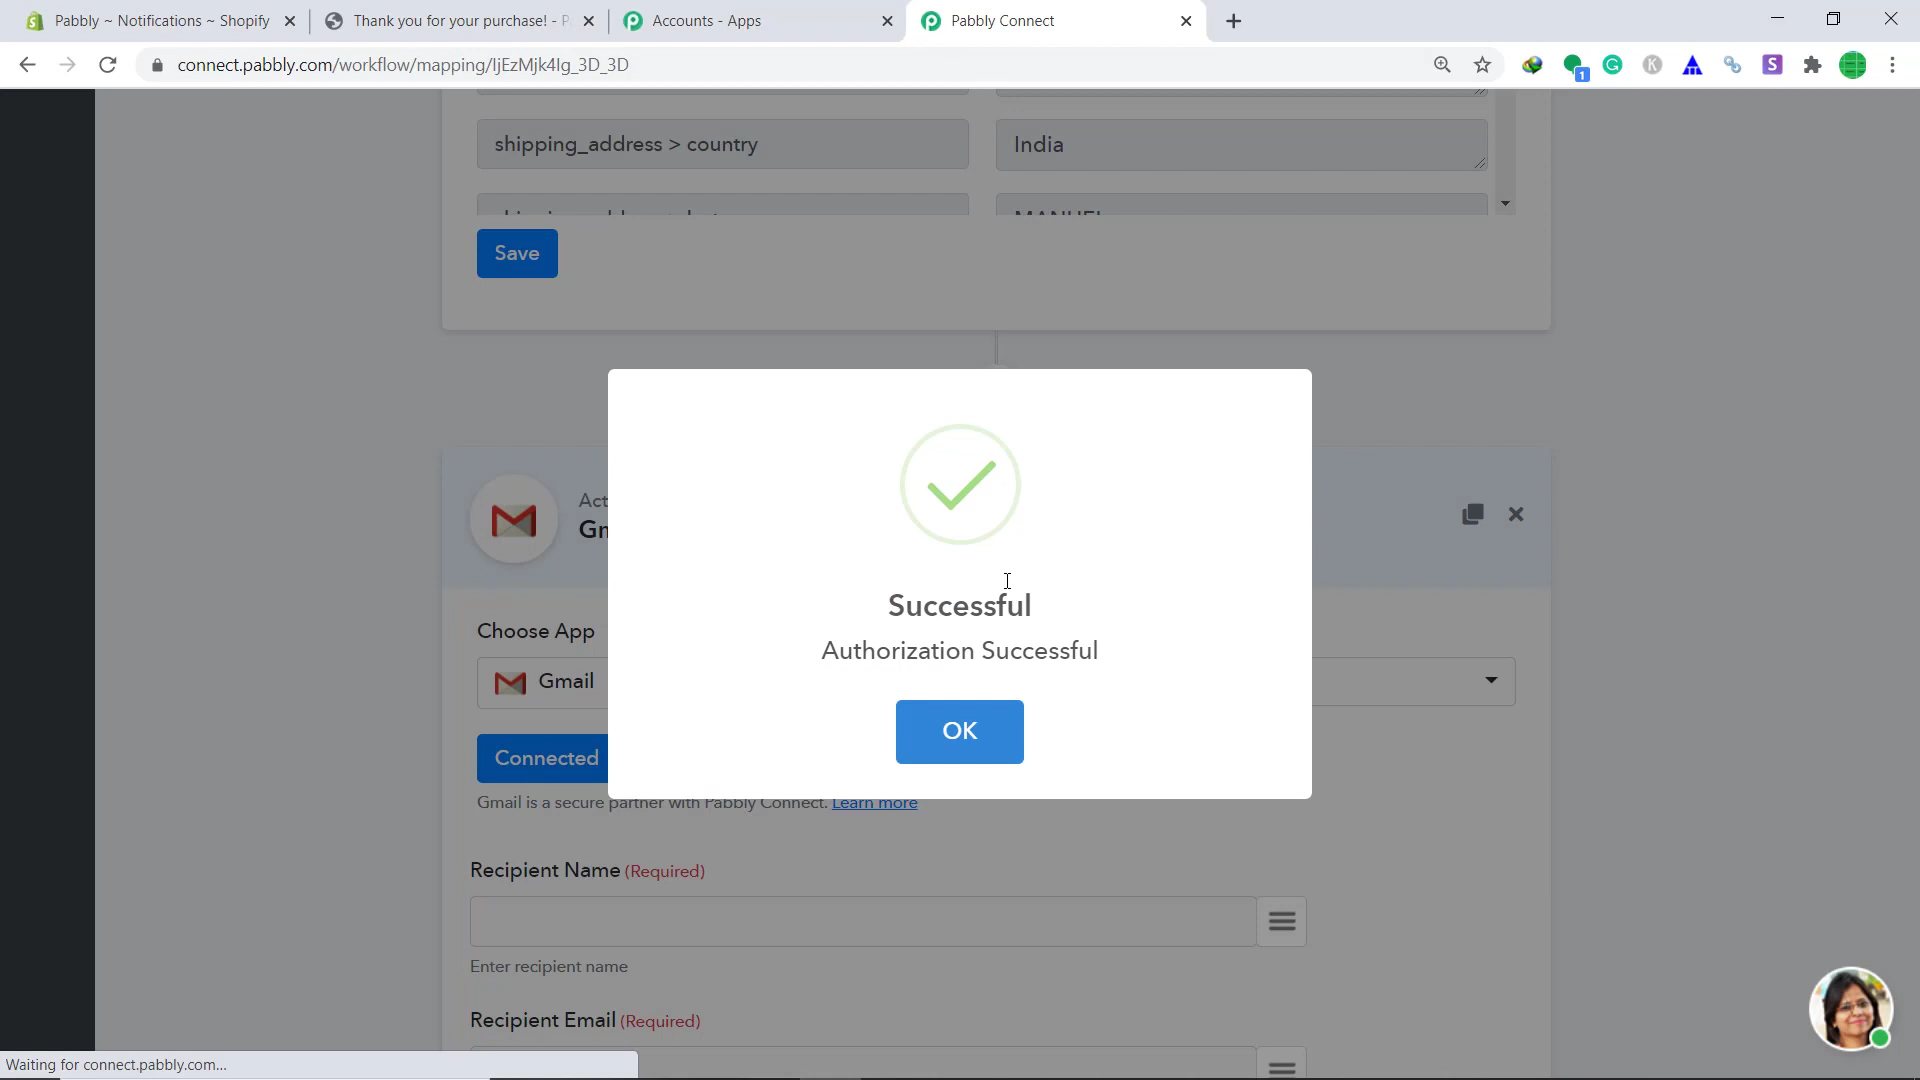 Pabbly ~ Notifications ~ Shopify
Thank you for your purchase! - P
Accounts - Apps
Pabbly Connect
connect.pabbly.com/workflow/mapping/IjEzMjk4Ig_3D_3D
1
S
shipping_address > country
India
Save
Act
Gm
Successful
Authorization Successful
OK
Choose App
Gmail
Connected
Gmail is a secure partner with Pabbly Connect. Learn more
Recipient Name (Required)
Enter recipient name
Recipient Email (Required)
Waiting for connect.pabbly.com...